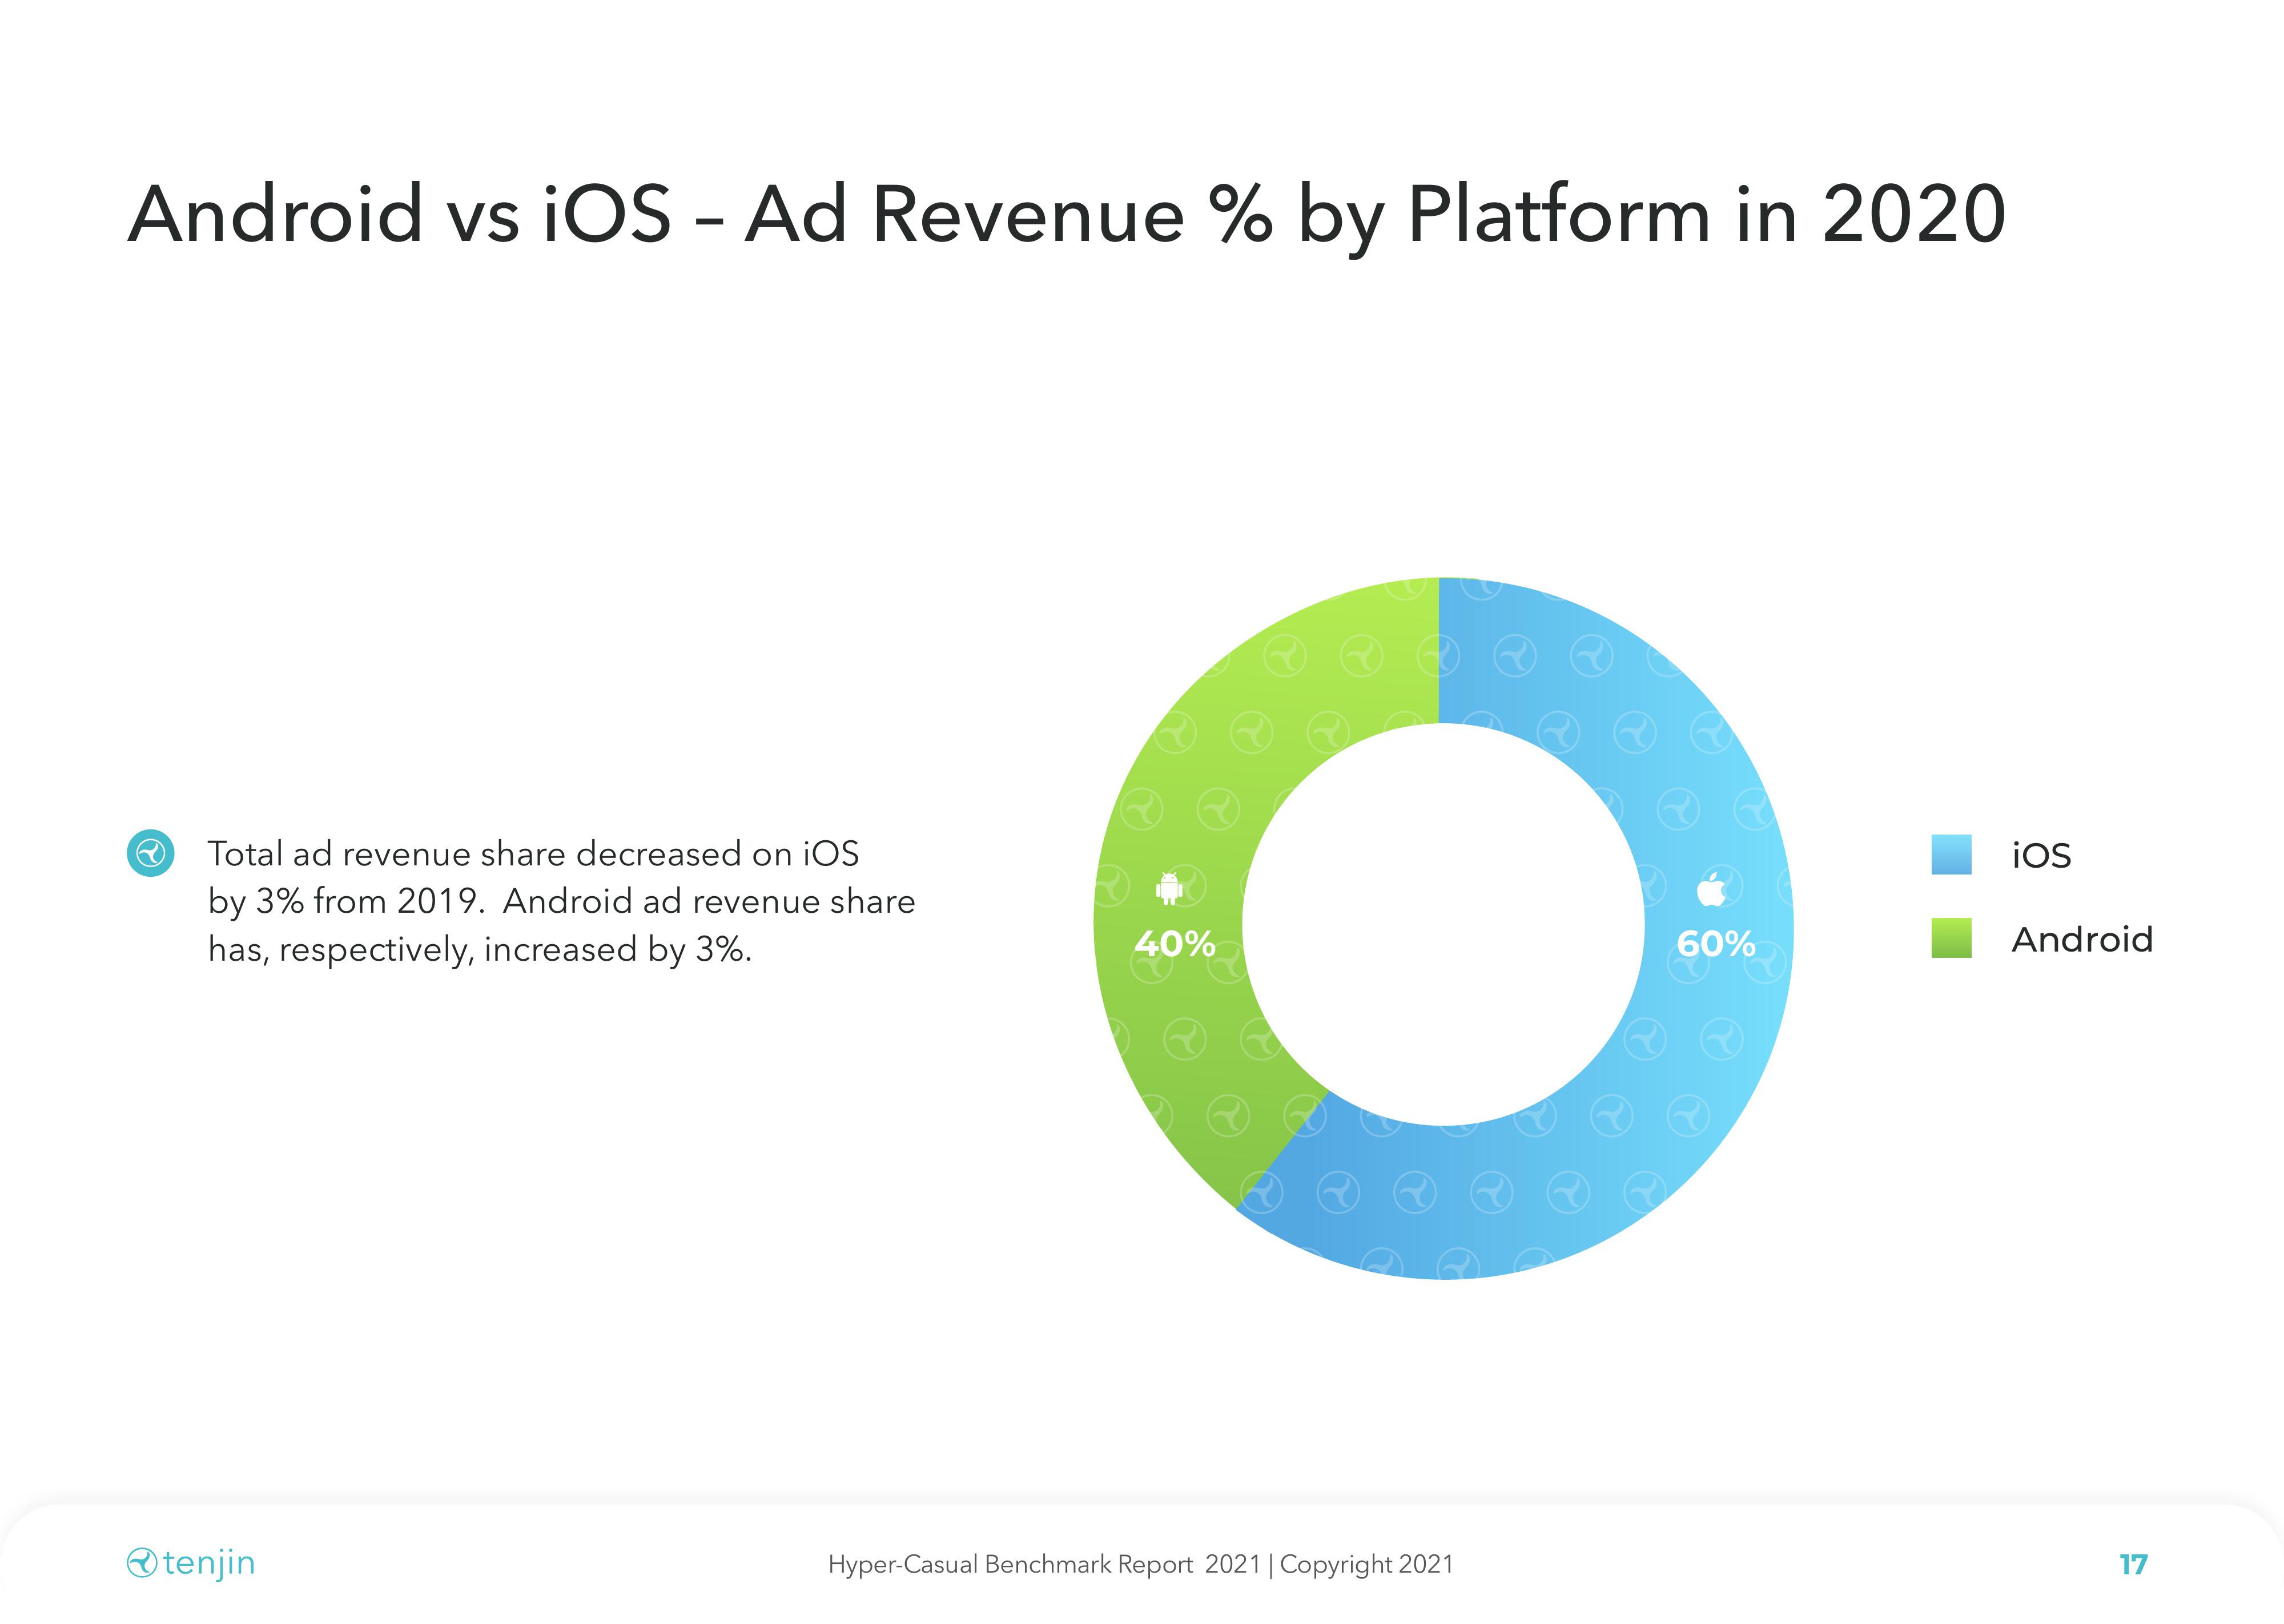 Android vs iOS – Ad Revenue % by Platform in 2020
Total ad revenue share decreased on iOS
by 3% from 2019.  Android ad revenue share
has, respectively, increased by 3%.
40%
60%
iOS
Android
tenjin
Hyper-Casual Benchmark Report  2021 | Copyright 2021
17